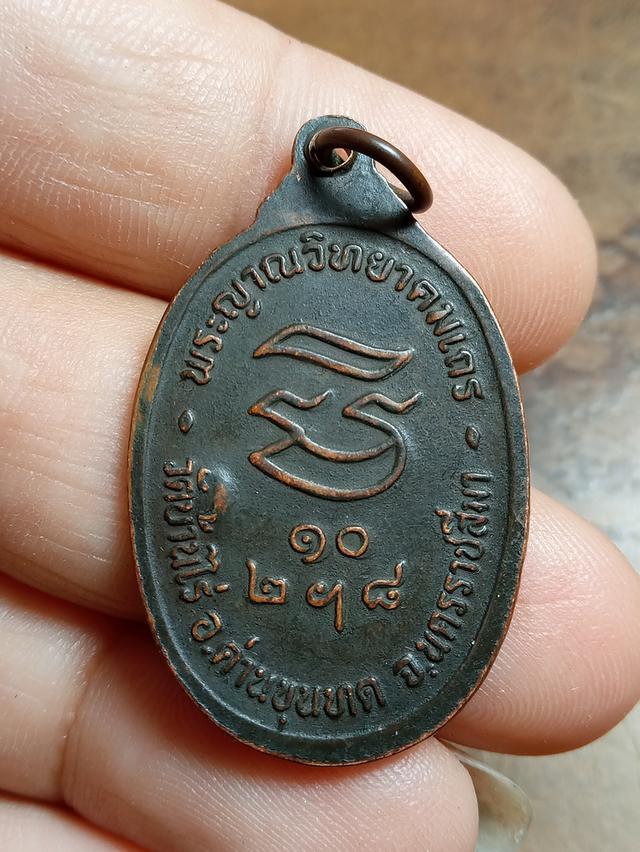 พระญาณวิทยาคมเถร
๑๐
๒ ๕ ๘
วัดบ้านไร่ อ.ด่านขุนทด จ.นครราชสีมา